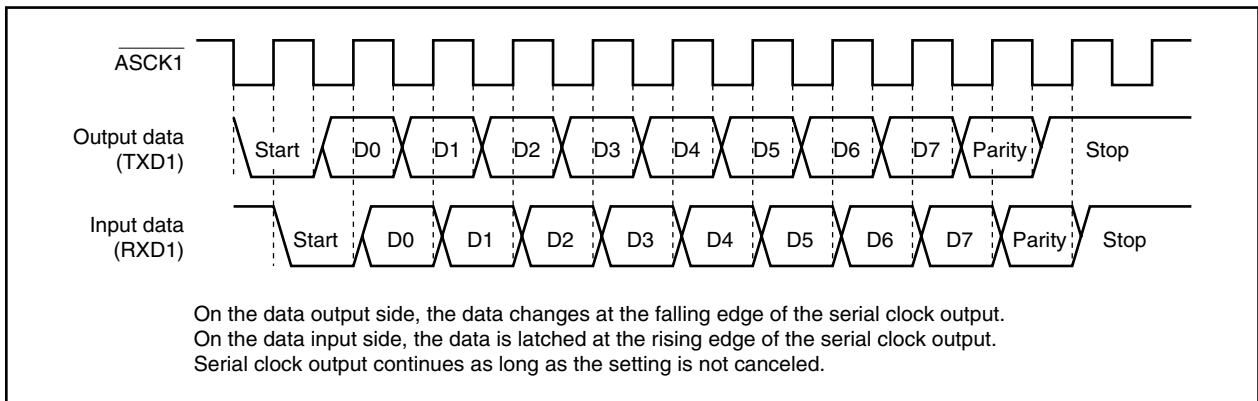 ASCK1
Output data
(TXD1)
Start D0 D1 D2 D3 D4 D5 D6 D7 Parity Stop
Input data
(RXD1)
Start D0 D1 D2 D3 D4 D5 D6 D7 Parity Stop
On the data output side, the data changes at the falling edge of the serial clock output.
On the data input side, the data is latched at the rising edge of the serial clock output.
Serial clock output continues as long as the setting is not canceled.